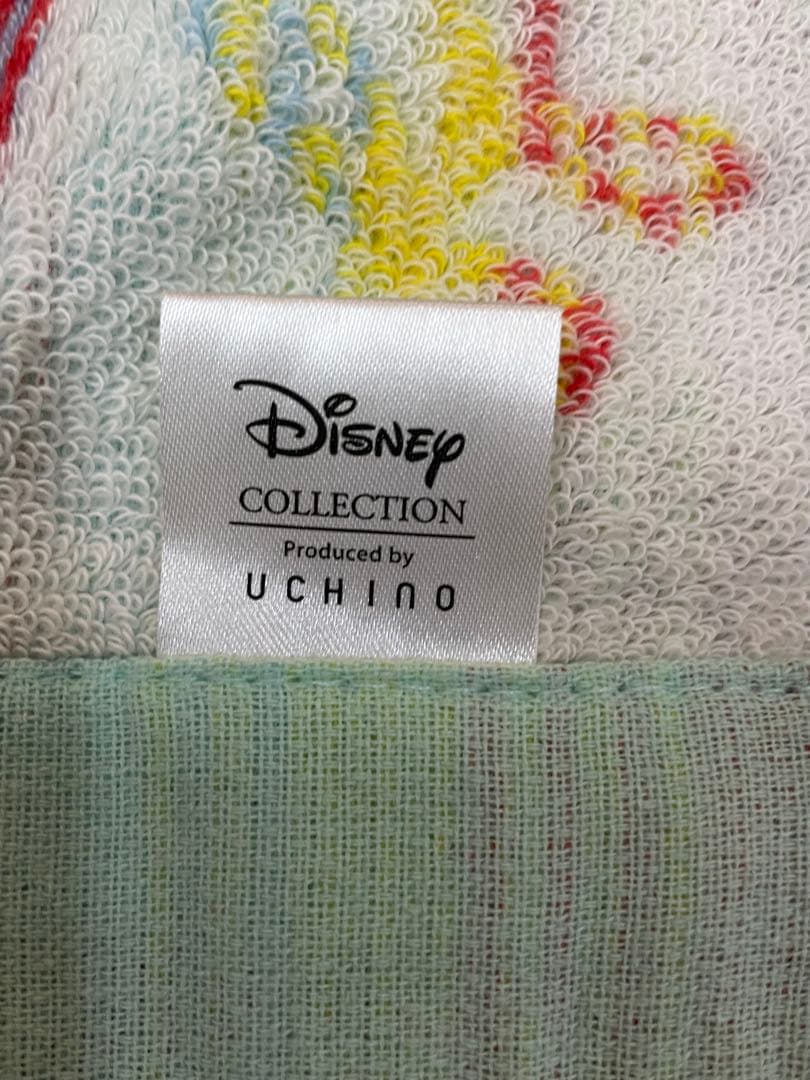 Disney
COLLECTION
Produced by
UCHINO